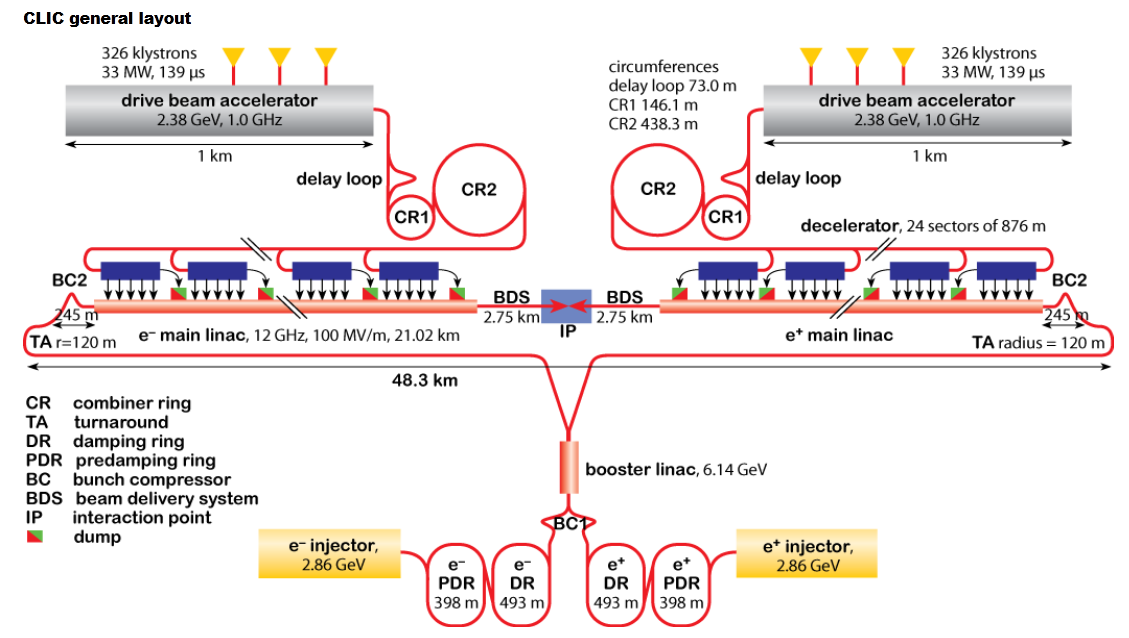 CLIC general layout
326 klystrons
33 MW, 139 µs
drive beam accelerator
2.38 GeV, 1.0 GHz
1 km
delay loop
CR1
CR2
circumferences
delay loop 73.0 m
CR1 146.1 m
CR2 438.3 m
326 klystrons
33 MW, 139 µs
drive beam accelerator
2.38 GeV, 1.0 GHz
1 km
CR2
CR1
delay loop
decelerator, 24 sectors of 876 m
BC2
245 m
TA r=120 m
e⁻ main linac, 12 GHz, 100 MV/m, 21.02 km
BDS
2.75 km
IP
BDS
2.75 km
e⁺ main linac
BC2
245 m
TA radius = 120 m
48.3 km
CR combiner ring
TA turnaround
DR damping ring
PDR predamping ring
BC bunch compressor
BDS beam delivery system
IP interaction point
dump
booster linac, 6.14 GeV
BC1
e⁻ injector,
2.86 GeV
e⁻
PDR
398 m
e⁻
DR
493 m
e⁺
DR
493 m
e⁺
PDR
398 m
e⁺ injector,
2.86 GeV